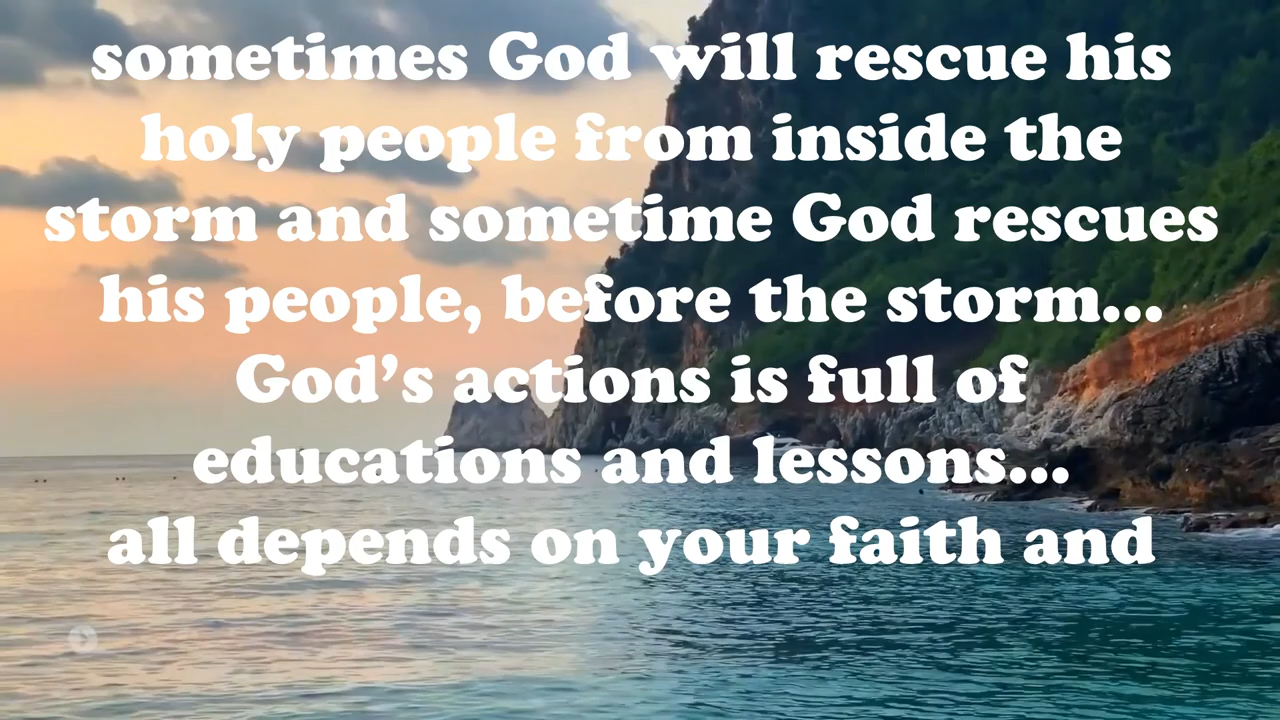 sometimes God will rescue his
holy people from inside the
storm and sometime God rescues
his people, before the storm...
God’s actions is full of
educations and lessons...
all depends on your faith and